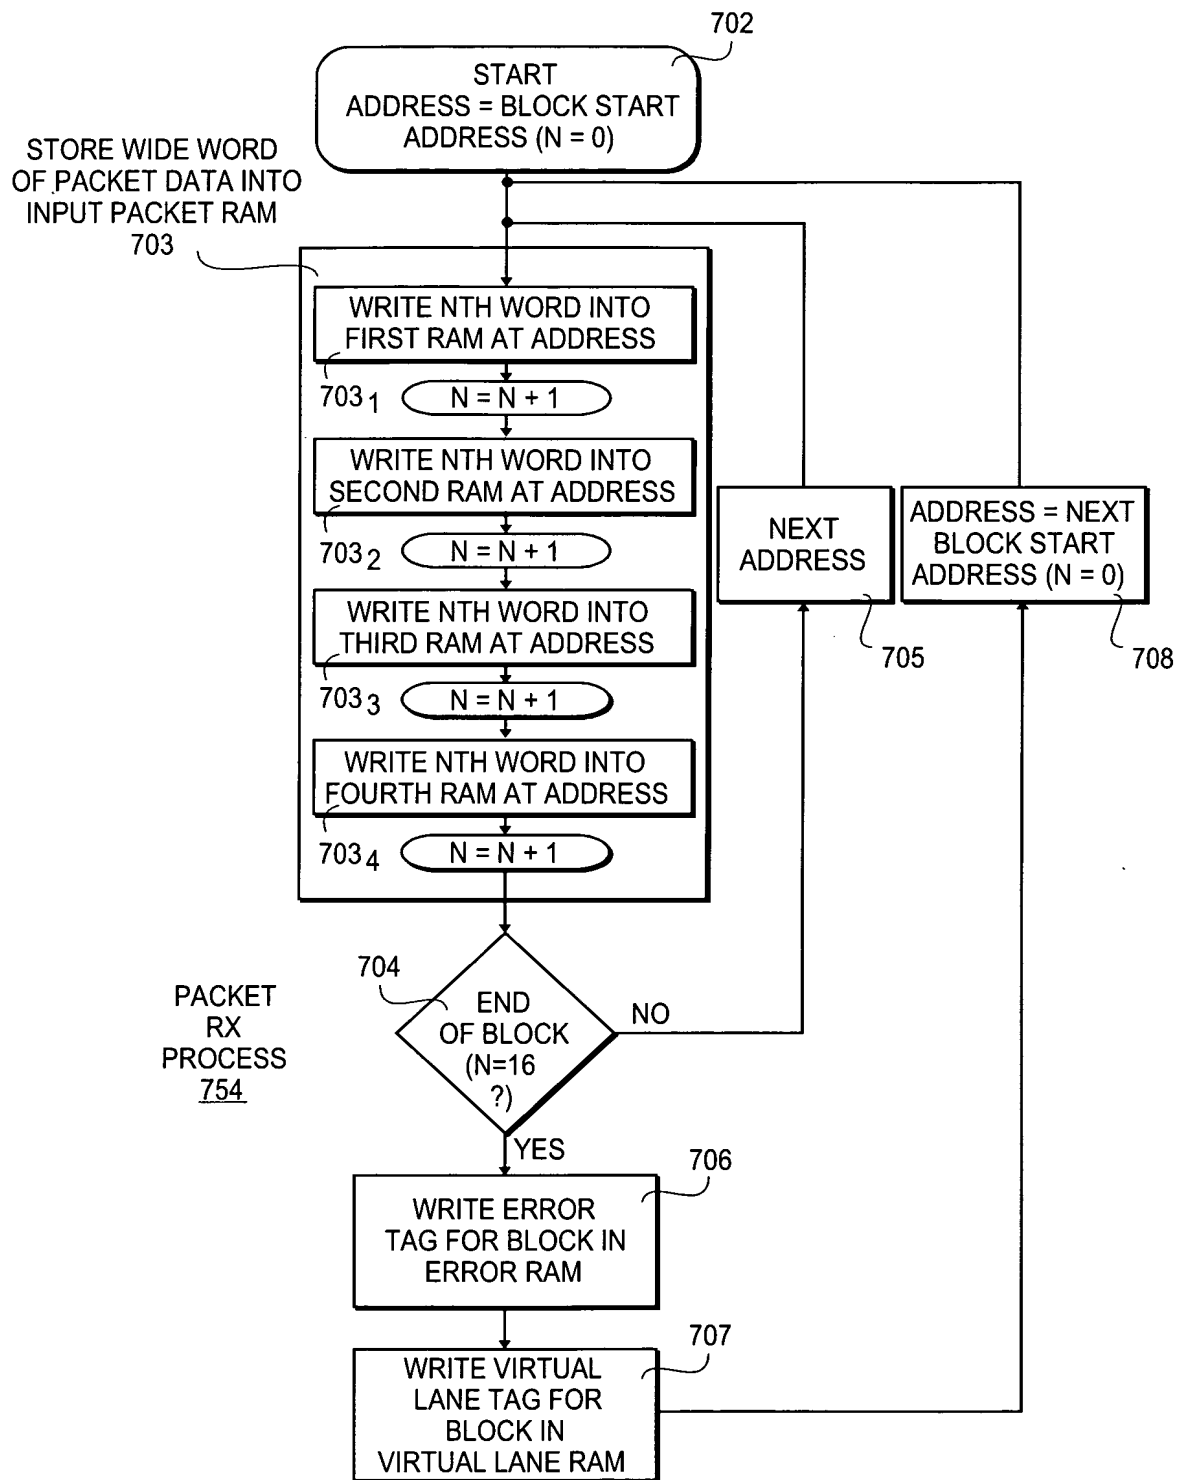 702
START
ADDRESS = BLOCK START
ADDRESS (N = 0)
STORE WIDE WORD
OF PACKET DATA INTO
INPUT PACKET RAM
703
WRITE NTH WORD INTO
FIRST RAM AT ADDRESS
703 1
N = N + 1
WRITE NTH WORD INTO
SECOND RAM AT ADDRESS
703 2
N = N + 1
WRITE NTH WORD INTO
THIRD RAM AT ADDRESS
703 3
N = N + 1
WRITE NTH WORD INTO
FOURTH RAM AT ADDRESS
703 4
N = N + 1
NEXT
ADDRESS
705
ADDRESS = NEXT
BLOCK START
ADDRESS (N = 0)
708
704
END
OF BLOCK
(N=16
?)
NO
YES
PACKET
RX
PROCESS
754
706
WRITE ERROR
TAG FOR BLOCK IN
ERROR RAM
707
WRITE VIRTUAL
LANE TAG FOR
BLOCK IN
VIRTUAL LANE RAM